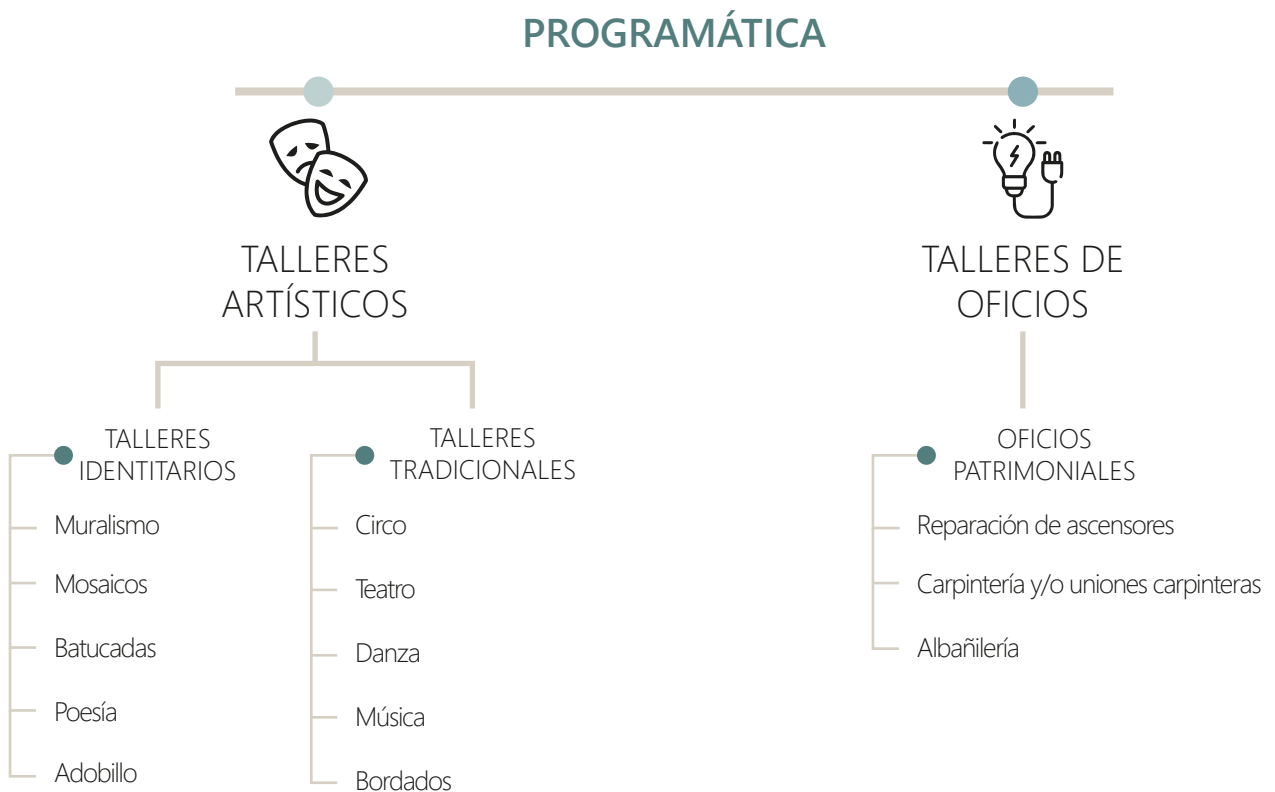 PROGRAMÁTICA
TALLERES
ARTÍSTICOS
TALLERES
IDENTITARIOS
Muralismo
Mosaicos
Batucadas
Poesía
Adobillo
TALLERES
TRADICIONALES
Circo
Teatro
Danza
Música
Bordados
TALLERES DE
OFICIOS
OFICIOS
PATRIMONIALES
Reparación de ascensores
Carpintería y/o uniones carpinteras
Albañilería